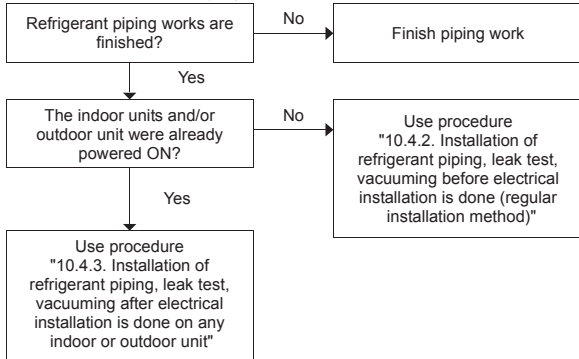 Refrigerant piping works are
finished?
No
Finish piping work
Yes
The indoor units and/or
outdoor unit were already
powered ON?
No
Use procedure
"10.4.2. Installation of
refrigerant piping, leak test,
vacuuming before electrical
installation is done (regular
installation method)"
Yes
Use procedure
"10.4.3. Installation of
refrigerant piping, leak test,
vacuuming after electrical
installation is done on any
indoor or outdoor unit"